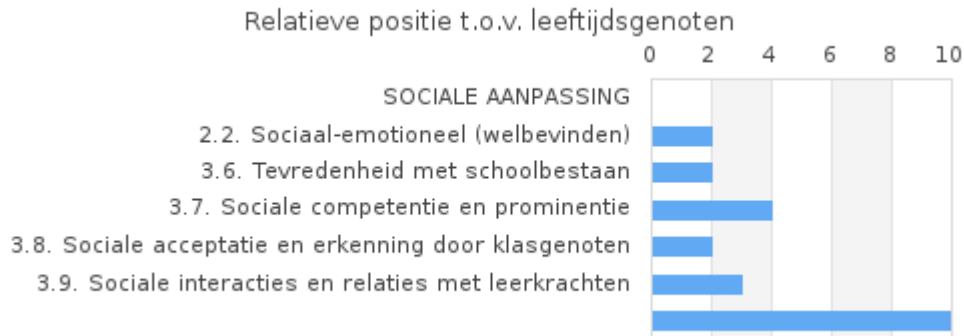 Relatieve positie t.o.v. leeftijdsgenoten
0 2 4 6 8 10
SOCIALE AANPASSING
2.2. Sociaal-emotioneel (welbevinden)
3.6. Tevredenheid met schoolbestaan
3.7. Sociale competentie en prominentie
3.8. Sociale acceptatie en erkenning door klasgenoten
3.9. Sociale interacties en relaties met leerkrachten